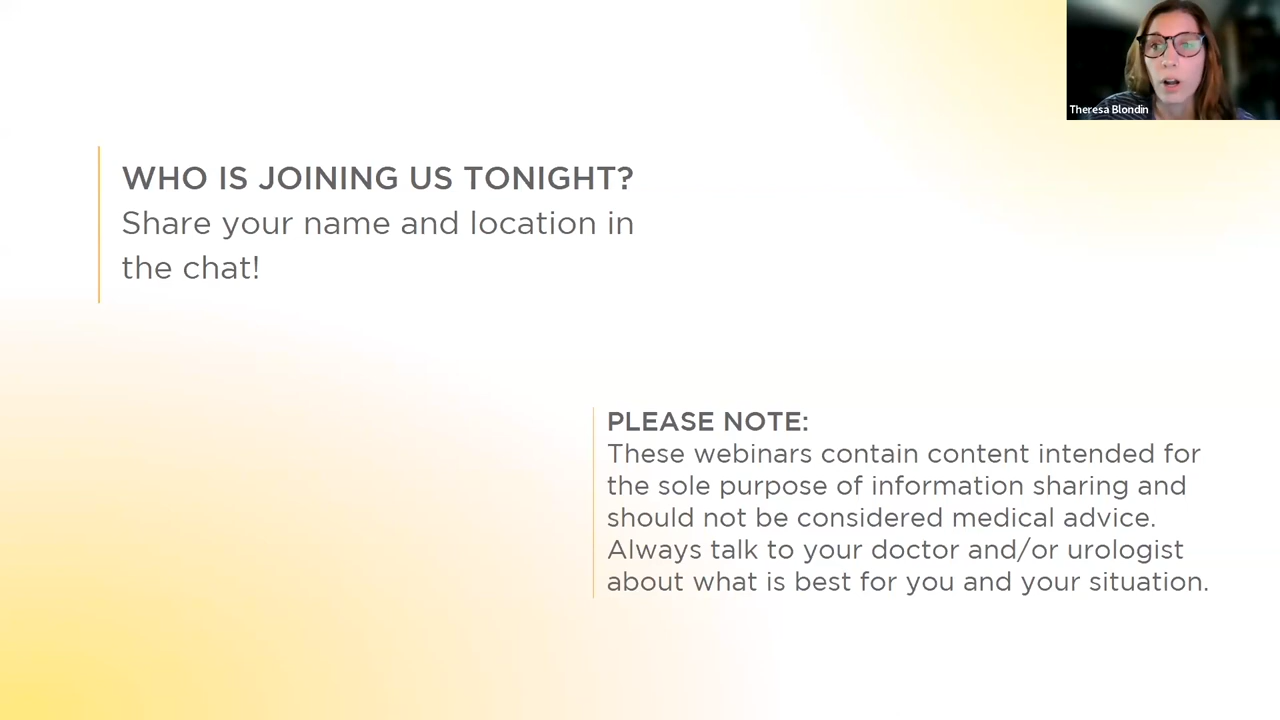 Theresa Blondin
WHO IS JOINING US TONIGHT?
Share your name and location in
the chat!
PLEASE NOTE:
These webinars contain content intended for
the sole purpose of information sharing and
should not be considered medical advice.
Always talk to your doctor and/or urologist
about what is best for you and your situation.